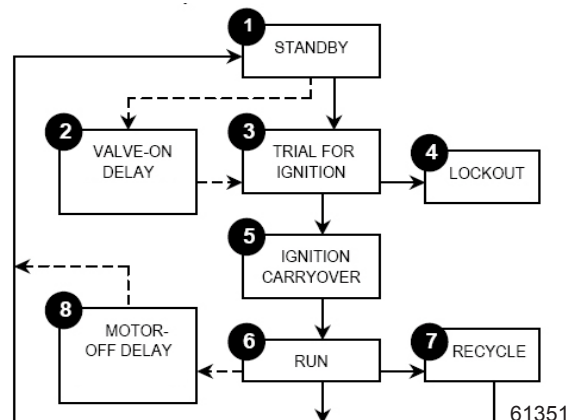 1
STANDBY
2
VALVE-ON
DELAY
3
TRIAL FOR
IGNITION
4
LOCKOUT
5
IGNITION
CARRYOVER
8
MOTOR-
OFF DELAY
6
RUN
7
RECYCLE
61351